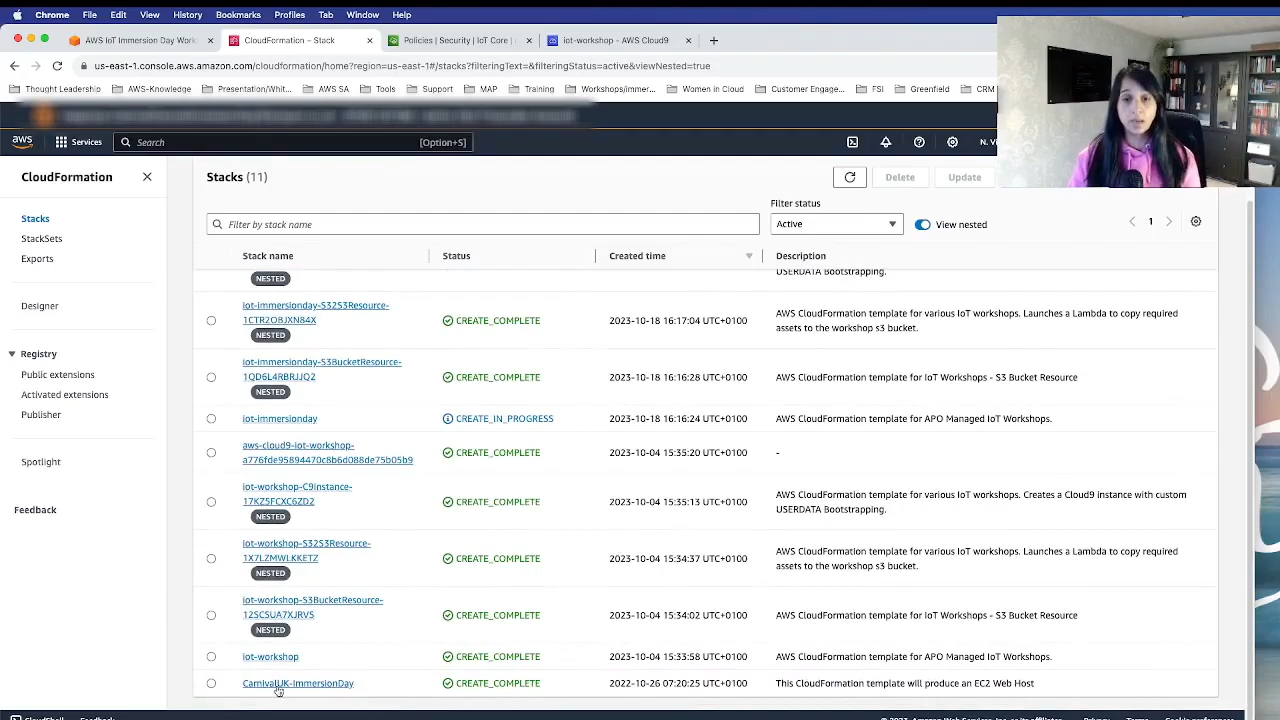 Chrome File Edit View History Bookmarks Profiles Tab Window Help
AWS IoT Immersion Day Work
CloudFormation - Stack
Policies | Security | IoT Core |
iot-workshop - AWS Cloud9
us-east-1.console.aws.amazon.com/cloudformation/home?region=us-east-1#/stacks?filteringText=&filteringStatus=active&viewNested=true
Thought Leadership AWS-Knowledge Presentation/Whit... AWS SA Tools Support MAP Training Workshops/Imme... Women in Cloud Customer Engage... FSI Greenfield CRM
aws Services Search [Option+S] N. Vi
CloudFormation
Stacks
StackSets
Exports
Designer
Registry
Public extensions
Activated extensions
Publisher
Spotlight
Feedback
Stacks (11)
Delete
Update
Filter status
Filter by stack name
Active
View nested
1
Stack name Status Created time Description
USERDATA Bootstrapping.
NESTED
iot-immersionday-S32S3Resource-
1CTR2OBJXN84X
NESTED
CREATE_COMPLETE
2023-10-18 16:17:04 UTC+0100
AWS CloudFormation template for various IoT workshops. Launches a Lambda to copy required
assets to the workshop s3 bucket.
iot-immersionday-S3BucketResource-
1QD6L4RBRJJQ2
NESTED
CREATE_COMPLETE
2023-10-18 16:16:28 UTC+0100
AWS CloudFormation template for IoT Workshops - S3 Bucket Resource
iot-immersionday
CREATE_IN_PROGRESS
2023-10-18 16:16:24 UTC+0100
AWS CloudFormation template for APO Managed IoT Workshops.
aws-cloud9-iot-workshop-
a776fde95894470c8b6d088de75b05b9
CREATE_COMPLETE
2023-10-04 15:35:20 UTC+0100
-
iot-workshop-C9Instance-
17KZ5FCXC6ZD2
NESTED
CREATE_COMPLETE
2023-10-04 15:35:13 UTC+0100
AWS CloudFormation template for various IoT workshops. Creates a Cloud9 instance with custom
USERDATA Bootstrapping.
iot-workshop-S32S3Resource-
1X7LZMWLKKETZ
NESTED
CREATE_COMPLETE
2023-10-04 15:34:37 UTC+0100
AWS CloudFormation template for various IoT workshops. Launches a Lambda to copy required
assets to the workshop s3 bucket.
iot-workshop-S3BucketResource-
12SCSUA7XJRVS
NESTED
CREATE_COMPLETE
2023-10-04 15:34:02 UTC+0100
AWS CloudFormation template for IoT Workshops - S3 Bucket Resource
iot-workshop
CREATE_COMPLETE
2023-10-04 15:33:58 UTC+0100
AWS CloudFormation template for APO Managed IoT Workshops.
CarnivalUK-ImmersionDay
CREATE_COMPLETE
2022-10-26 07:20:25 UTC+0100
This CloudFormation template will produce an EC2 Web Host
CloudShell Feedback